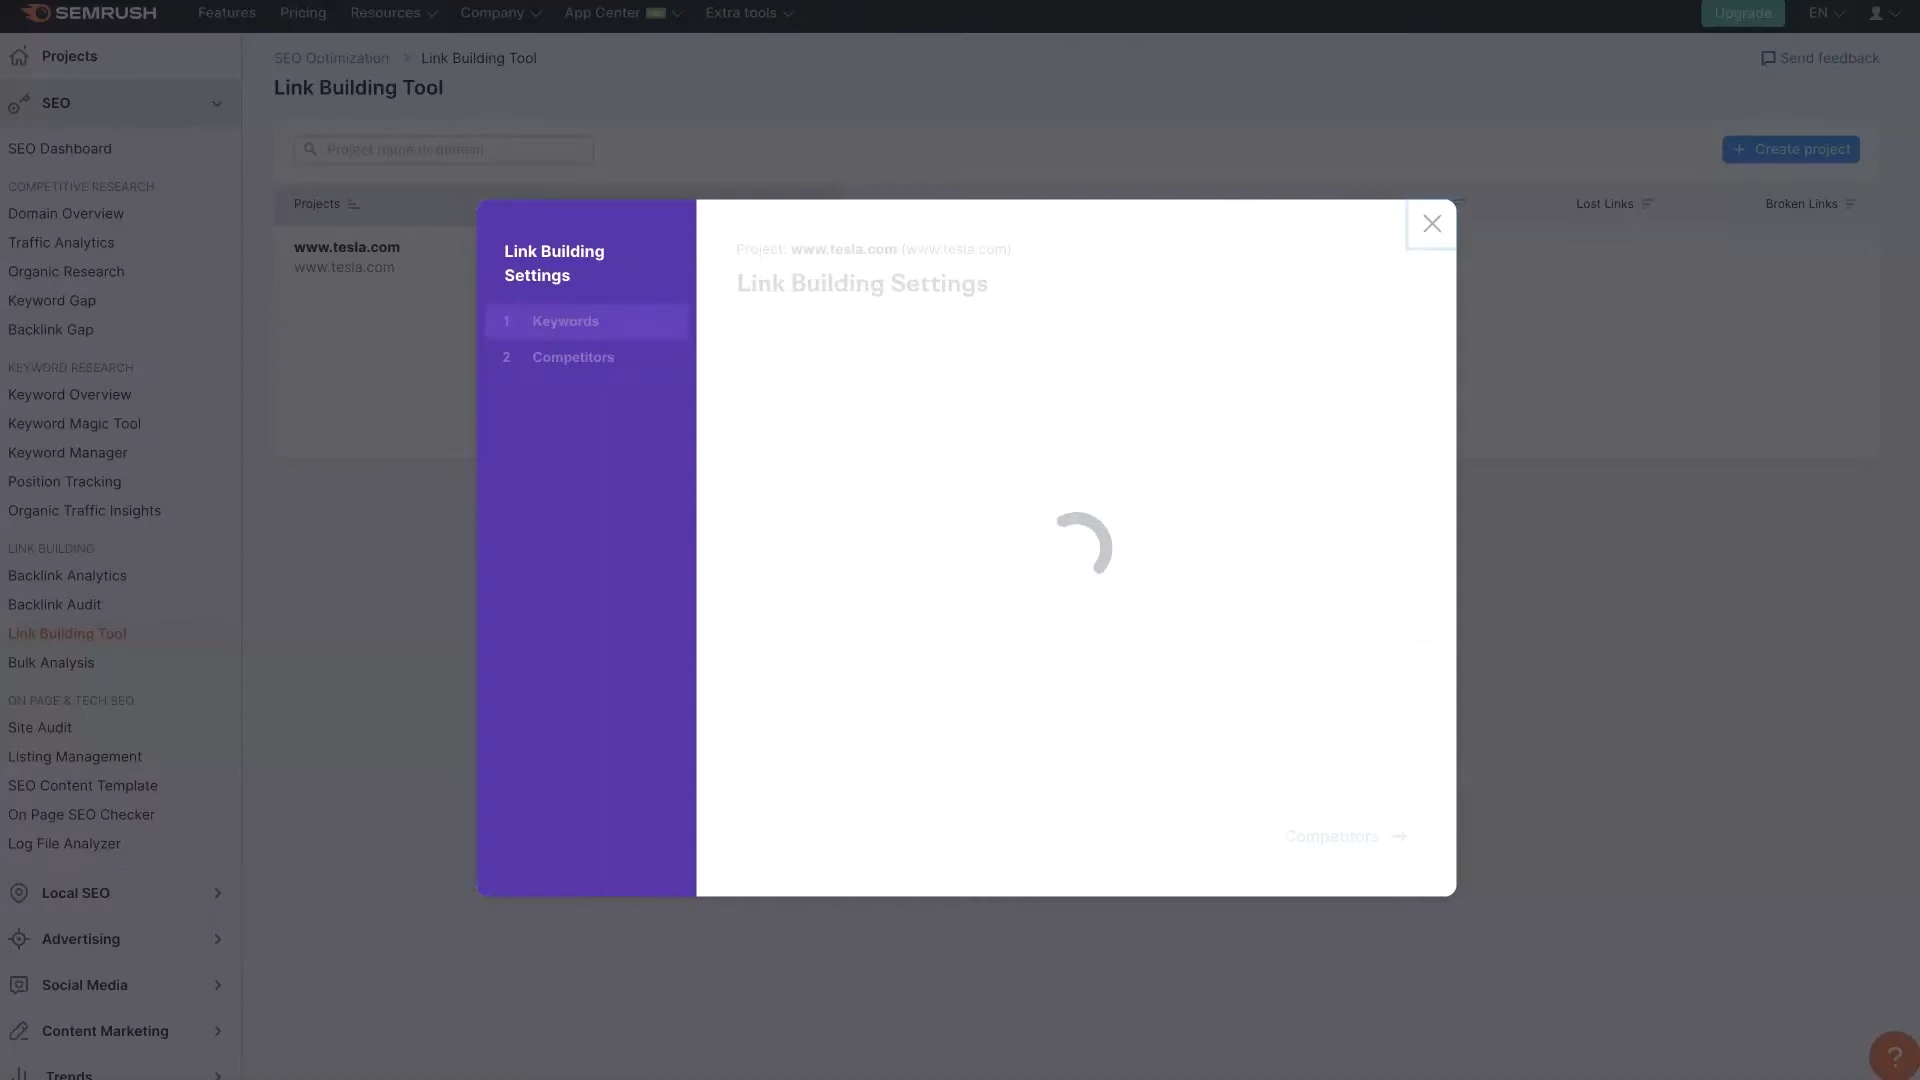 SEMRUSH
Features
Pricing
Resources
Company
App Center
Extra tools
Upgrade
EN
Projects
SEO
SEO Dashboard
COMPETITIVE RESEARCH
Domain Overview
Traffic Analytics
Organic Research
Keyword Gap
Backlink Gap
KEYWORD RESEARCH
Keyword Overview
Keyword Magic Tool
Keyword Manager
Position Tracking
Organic Traffic Insights
LINK BUILDING
Backlink Analytics
Backlink Audit
Link Building Tool
Bulk Analysis
ON PAGE & TECH SEO
Site Audit
Listing Management
SEO Content Template
On Page SEO Checker
Log File Analyzer
Local SEO
Advertising
Social Media
Content Marketing
Trends
SEO Optimization > Link Building Tool
Send feedback
Link Building Tool
Project name or domain
+ Create project
Projects
Lost Links
Broken Links
www.tesla.com
www.tesla.com
Link Building
Settings
1 Keywords
2 Competitors
Project: www.tesla.com (www.tesla.com)
Link Building Settings
Competitors →
?